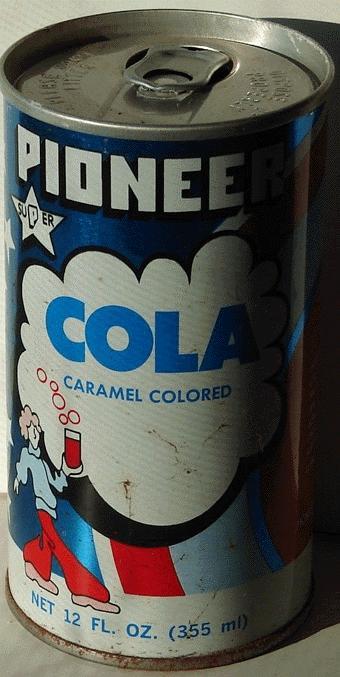 PIONEER
SUPER
COLA
CARAMEL COLORED
NET 12 FL. OZ. (355 ml)